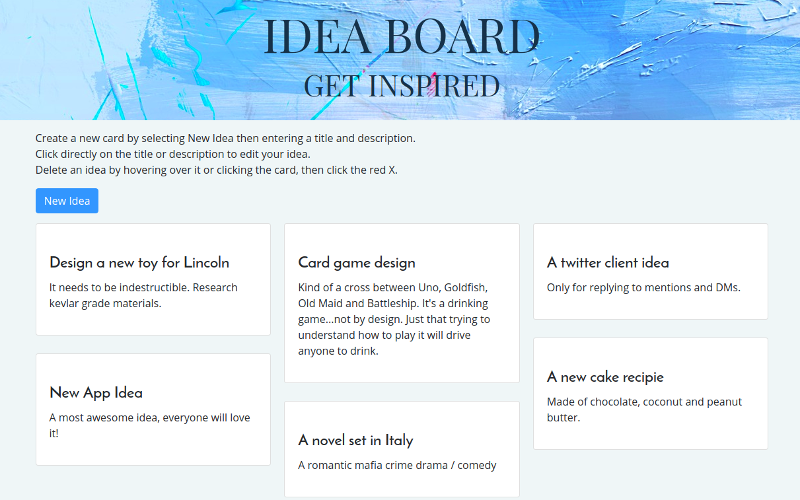 IDEA BOARD
GET INSPIRED
Create a new card by selecting New Idea then entering a title and description.
Click directly on the title or description to edit your idea.
Delete an idea by hovering over it or clicking the card, then click the red X.
New Idea
Design a new toy for Lincoln
It needs to be indestructible. Research
kevlar grade materials.
New App Idea
A most awesome idea, everyone will love
it!
Card game design
Kind of a cross between Uno, Goldfish,
Old Maid and Battleship. It's a drinking
game...not by design. Just that trying to
understand how to play it will drive
anyone to drink.
A novel set in Italy
A romantic mafia crime drama / comedy
A twitter client idea
Only for replying to mentions and DMs.
A new cake recipie
Made of chocolate, coconut and peanut
butter.